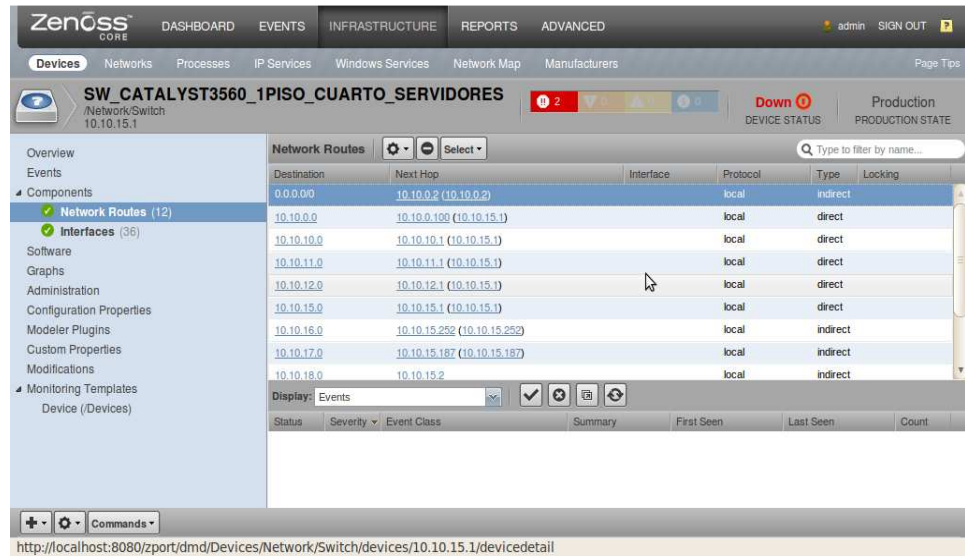 Zenōss CORE DASHBOARD EVENTS INFRASTRUCTURE REPORTS ADVANCED admin SIGN OUT ?
Devices Networks Processes IP Services Windows Services Network Map Manufacturers Page Tips
SW_CATALYST3560_1PISO_CUARTO_SERVIDORES
/Network/Switch
10.10.15.1
2 0 0 0
Down
DEVICE STATUS
Production
PRODUCTION STATE
Overview
Events
Components
Network Routes (12)
Interfaces (36)
Software
Graphs
Administration
Configuration Properties
Modeler Plugins
Custom Properties
Modifications
Monitoring Templates
Device (/Devices)
Network Routes Select Type to filter by name...
Destination Next Hop Interface Protocol Type Locking
0.0.0.0/0 10.10.0.2 (10.10.0.2) local indirect
10.10.0.0 10.10.0.100 (10.10.15.1) local direct
10.10.10.0 10.10.10.1 (10.10.15.1) local direct
10.10.11.0 10.10.11.1 (10.10.15.1) local direct
10.10.12.0 10.10.12.1 (10.10.15.1) local direct
10.10.15.0 10.10.15.1 (10.10.15.1) local direct
10.10.16.0 10.10.15.252 (10.10.15.252) local indirect
10.10.17.0 10.10.15.187 (10.10.15.187) local indirect
10.10.18.0 10.10.15.2 local indirect
Display: Events
Status Severity Event Class Summary First Seen Last Seen Count
Commands
http://localhost:8080/zport/dmd/Devices/Network/Switch/devices/10.10.15.1/devicedetail